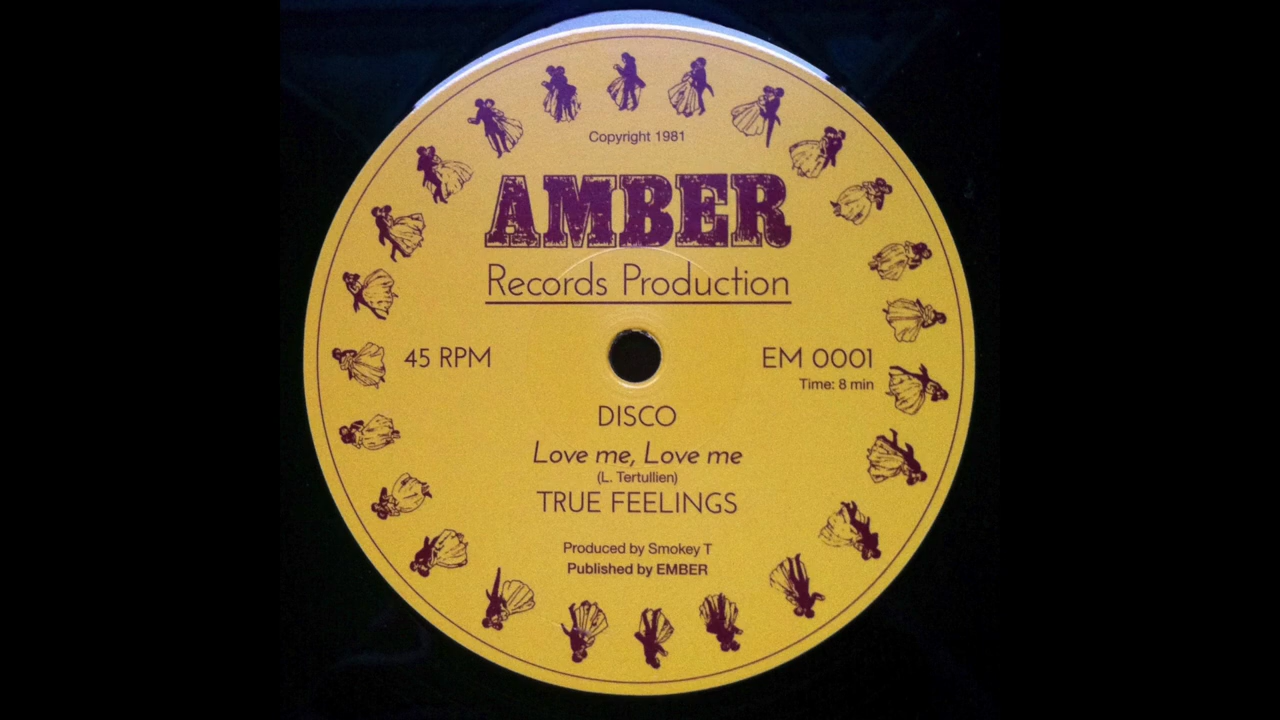 Copyright 1981
AMBER
Records Production
45 RPM
EM 0001
Time: 8 min
DISCO
Love me, Love me
(L. Tertullien)
TRUE FEELINGS
Produced by Smokey T
Published by EMBER